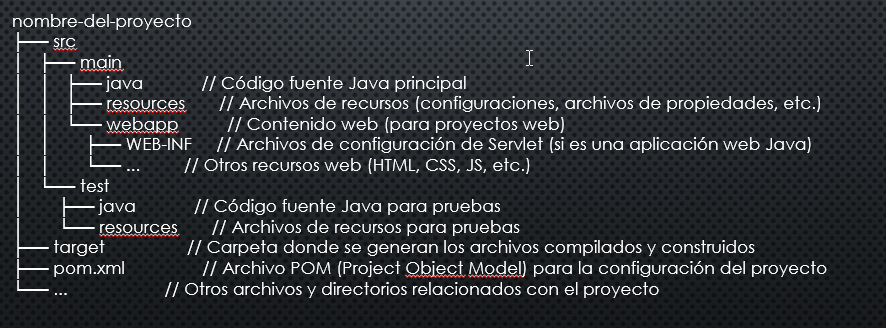 nombre-del-proyecto
├── src
│   ├── main
│   │   ├── java // Código fuente Java principal
│   │   ├── resources // Archivos de recursos (configuraciones, archivos de propiedades, etc.)
│   │   └── webapp // Contenido web (para proyectos web)
│   │       ├── WEB-INF // Archivos de configuración de Servlet (si es una aplicación web Java)
│   │       └── ... // Otros recursos web (HTML, CSS, JS, etc.)
│   └── test
│       ├── java // Código fuente Java para pruebas
│       └── resources // Archivos de recursos para pruebas
├── target // Carpeta donde se generan los archivos compilados y construidos
├── pom.xml // Archivo POM (Project Object Model) para la configuración del proyecto
└── ... // Otros archivos y directorios relacionados con el proyecto